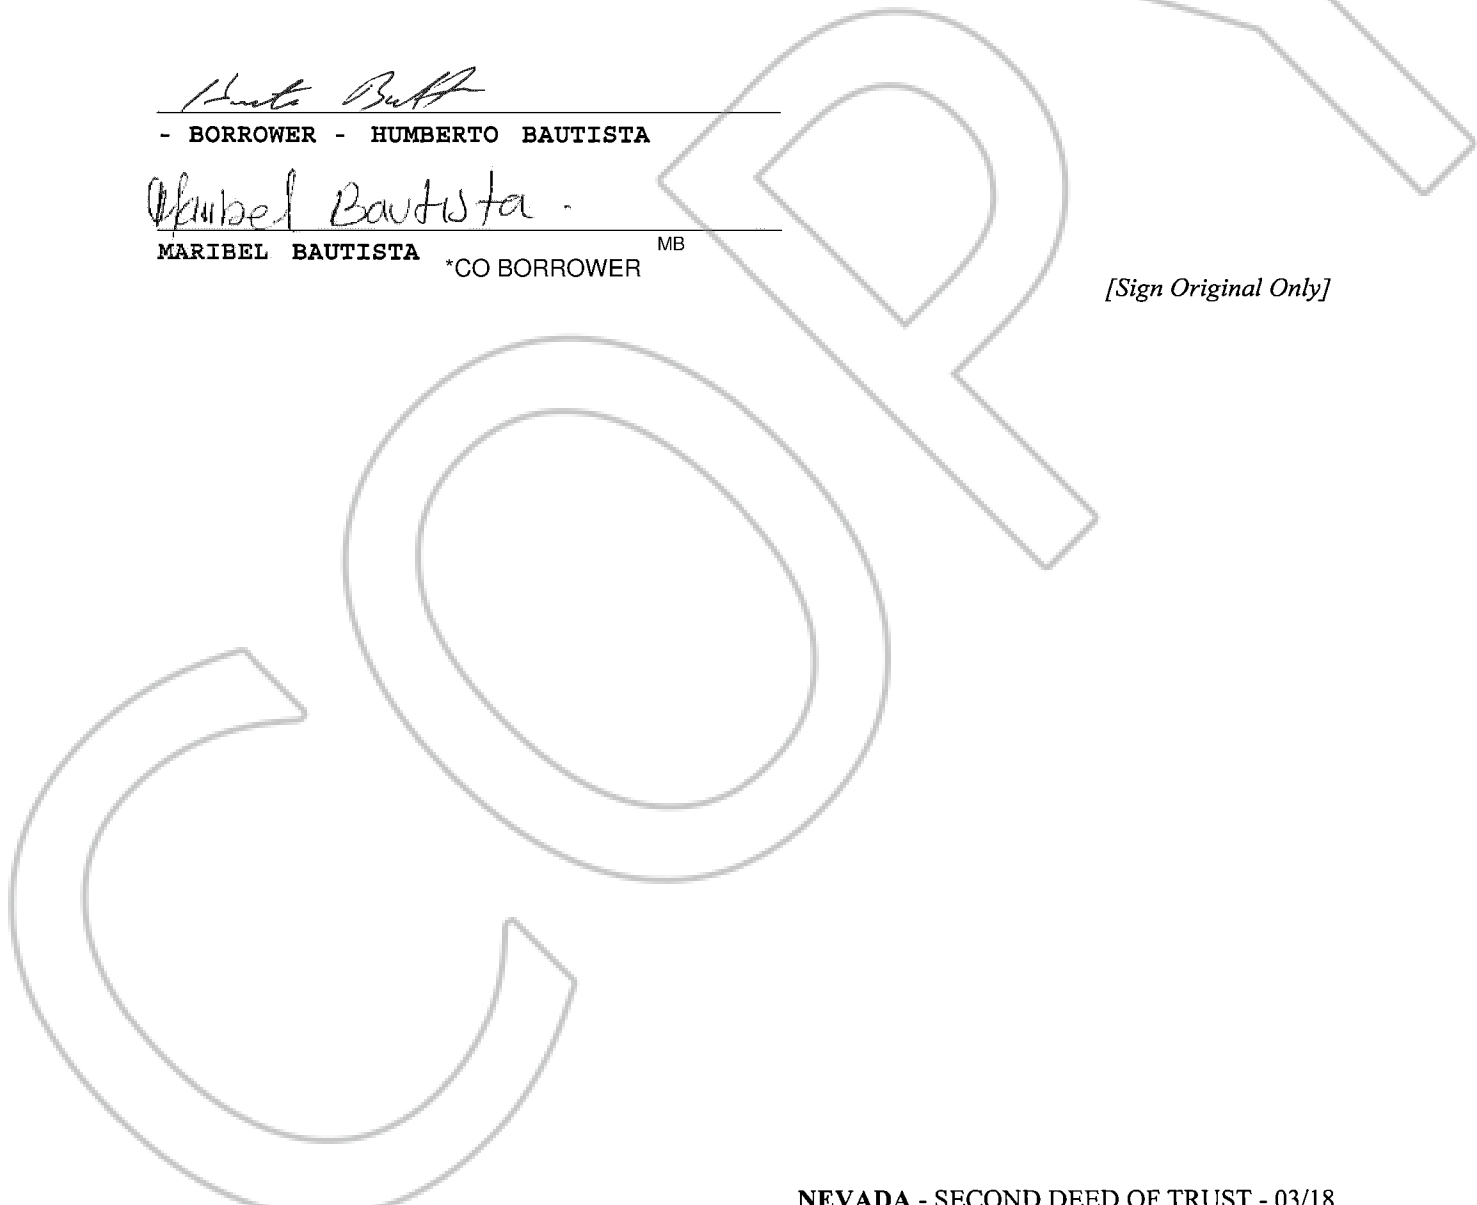 - BORROWER - HUMBERTO BAUTISTA
Maribel Bautista.
MARIBEL BAUTISTA *CO BORROWER MB
[Sign Original Only]
COPY
NEVADA - SECOND DEED OF TRUST - 03/18